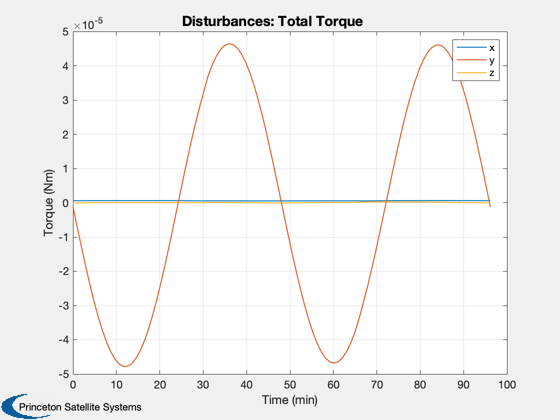 Disturbances: Total Torque
×10⁻⁵
5
4
3
2
1
0
-1
-2
-3
-4
-5
Torque (Nm)
x
y
z
0 10 20 30 40 50 60 70 80 90 100
Time (min)
Princeton Satellite Systems